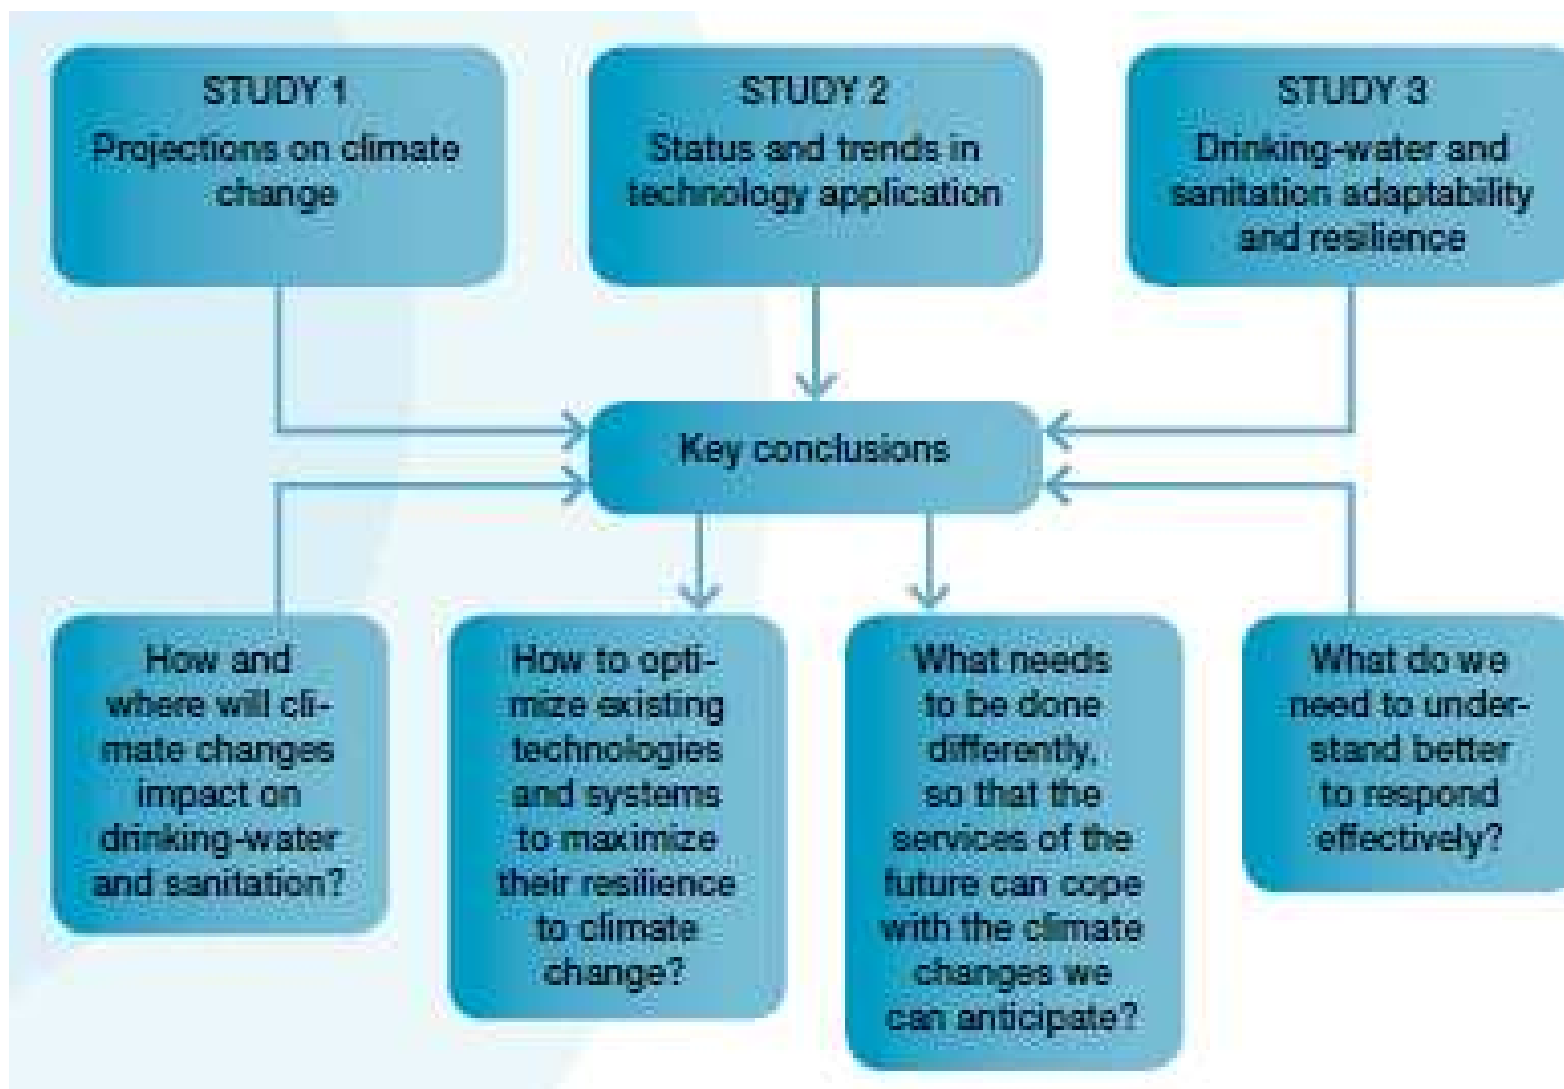 STUDY 1
Projections on climate
change
STUDY 2
Status and trends in
technology application
STUDY 3
Drinking-water and
sanitation adaptability
and resilience
Key conclusions
How and
where will cli-
mate changes
impact on
drinking-water
and sanitation?
How to opti-
mize existing
technologies
and systems
to maximize
their resilience
to climate
change?
What needs
to be done
differently,
so that the
services of the
future can cope
with the climate
changes we
can anticipate?
What do we
need to under-
stand better
to respond
effectively?